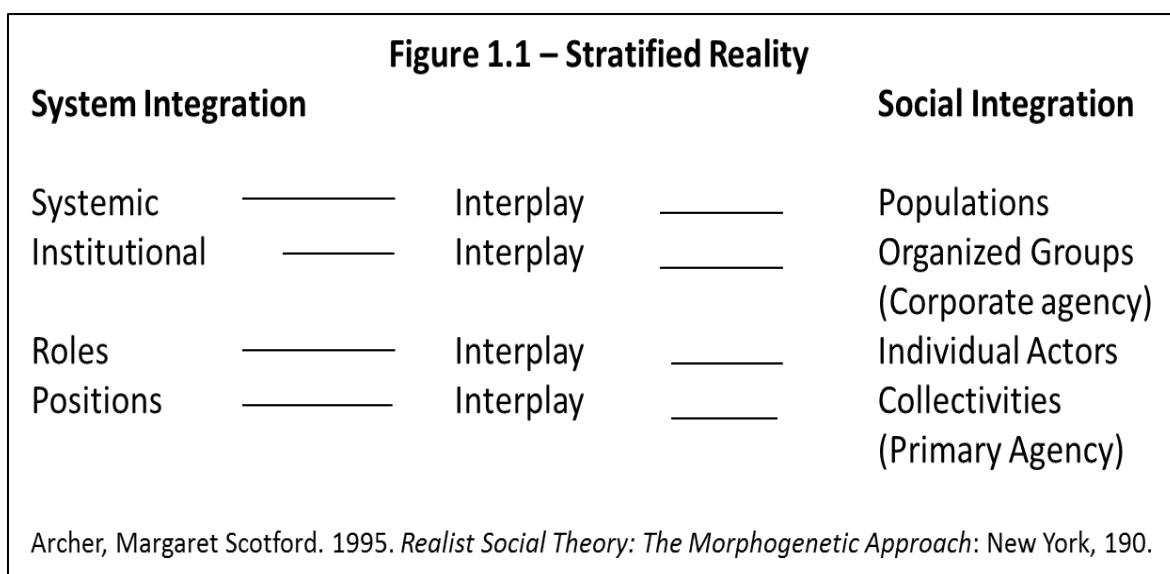 Figure 1.1 – Stratified Reality
System Integration Social Integration
Systemic Interplay Populations
Institutional Interplay Organized Groups
(Corporate agency)
Roles Interplay Individual Actors
Positions Interplay Collectivities
(Primary Agency)
Archer, Margaret Scotford. 1995. Realist Social Theory: The Morphogenetic Approach: New York, 190.